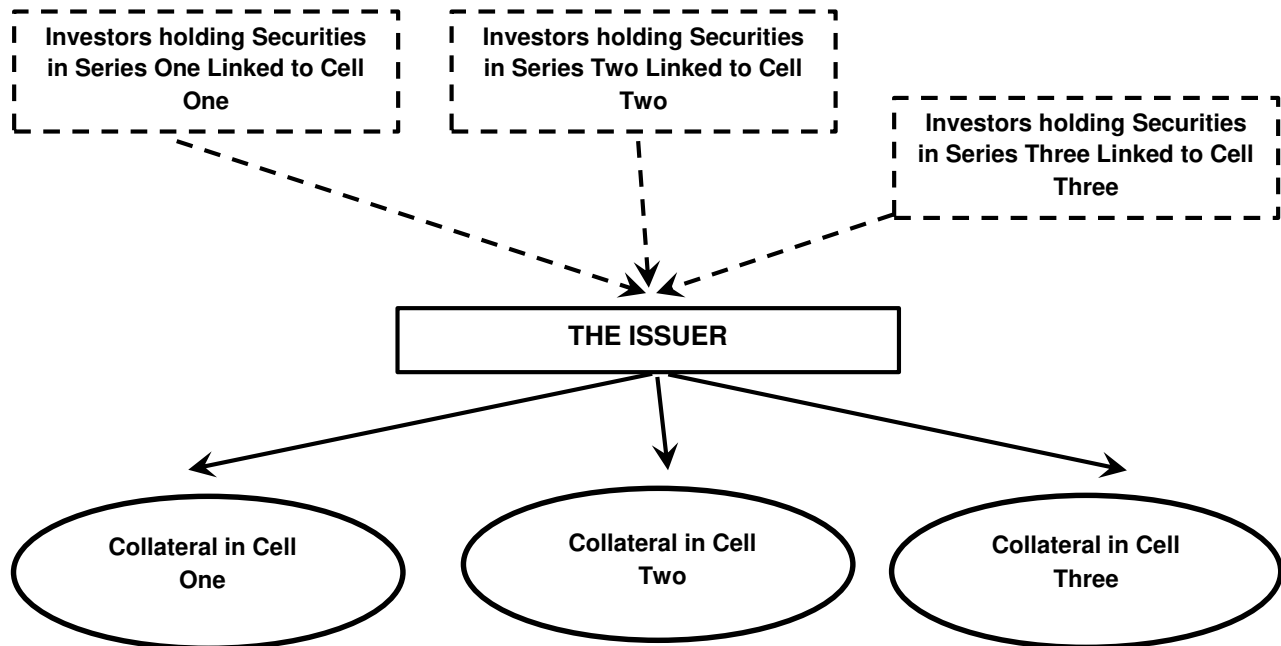 Investors holding Securities
in Series One Linked to Cell
One
Investors holding Securities
in Series Two Linked to Cell
Two
Investors holding Securities
in Series Three Linked to Cell
Three
THE ISSUER
Collateral in Cell
One
Collateral in Cell
Two
Collateral in Cell
Three